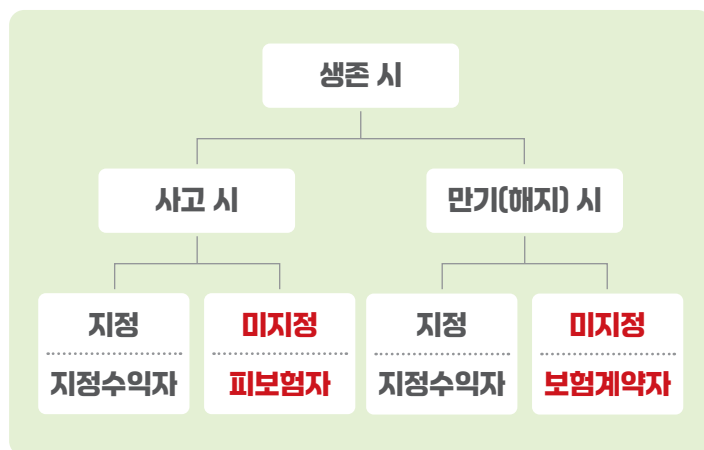 생존 시
사고 시
만기(해지) 시
지정
지정수익자
미지정
피보험자
지정
지정수익자
미지정
보험계약자